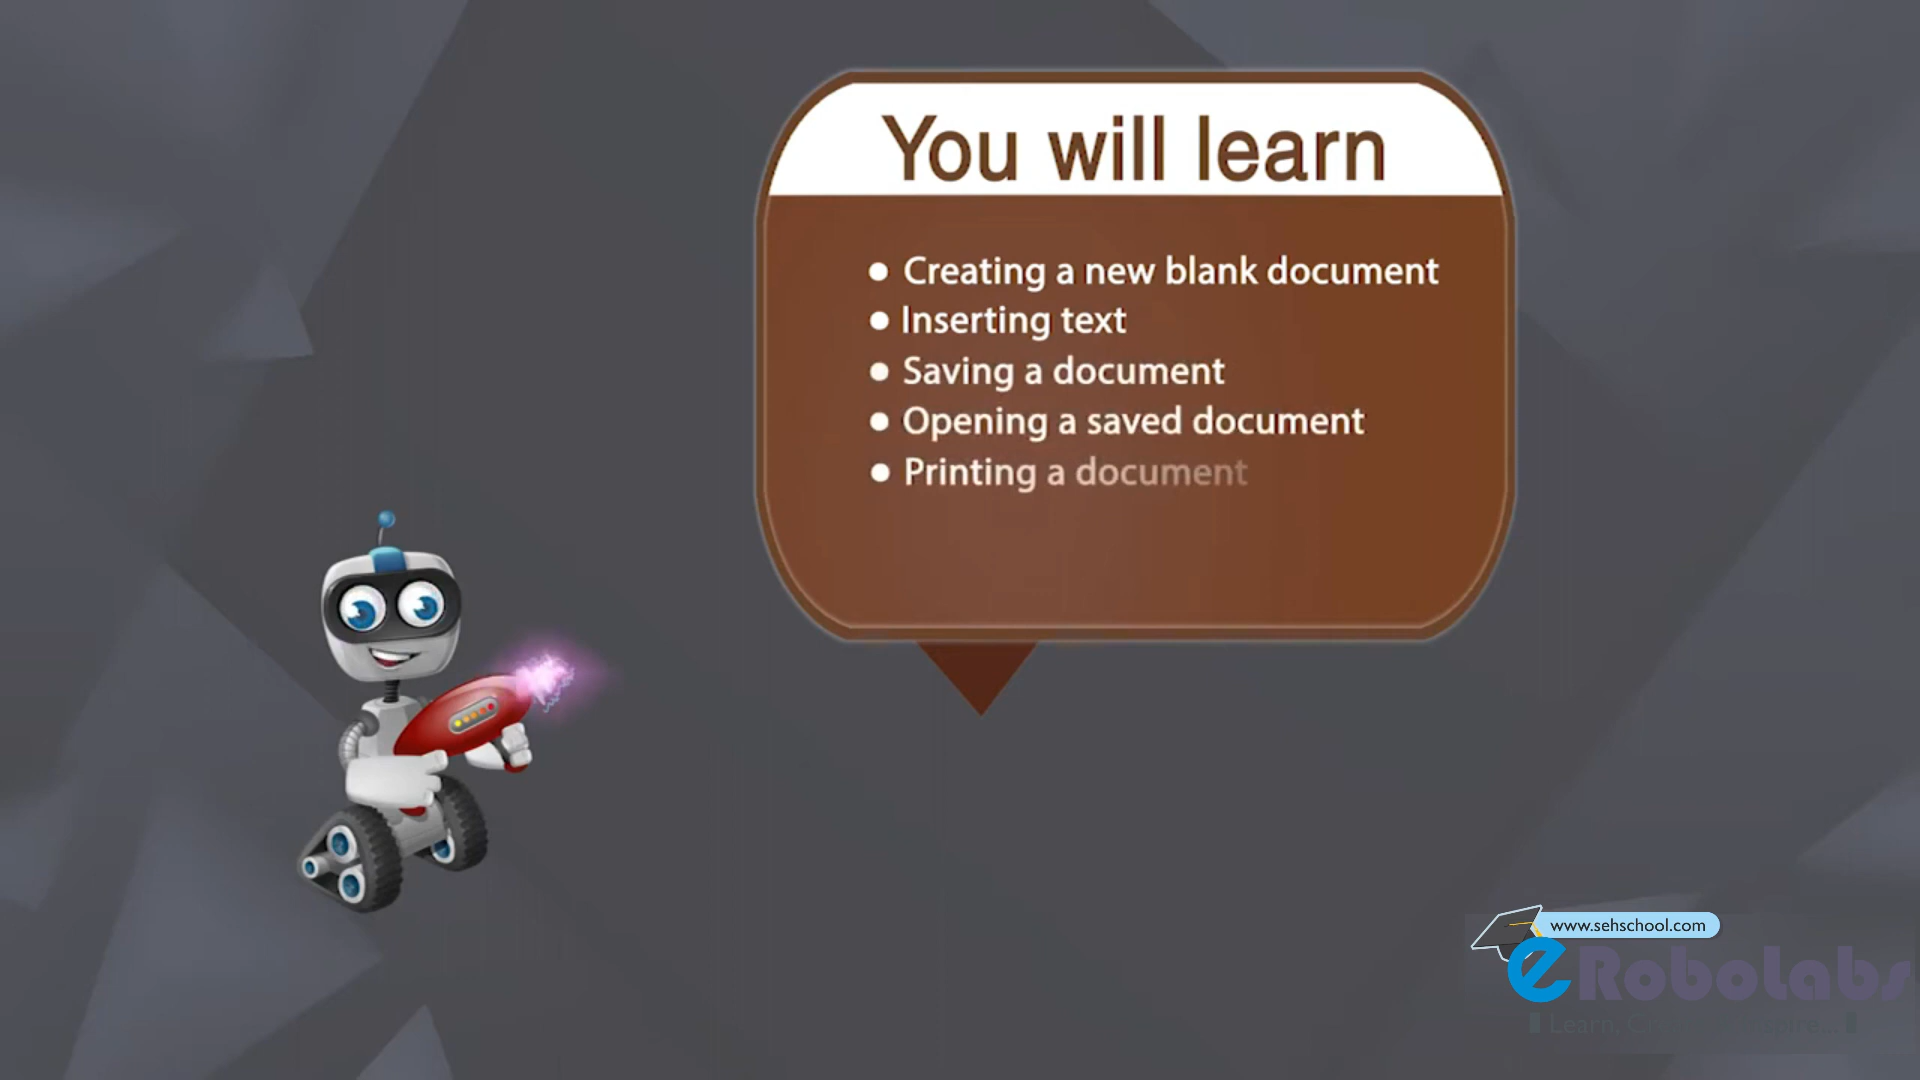 You will learn
• Creating a new blank document
• Inserting text
• Saving a document
• Opening a saved document
• Printing a document
www.sehschool.com
eRoboLabs
Learn,